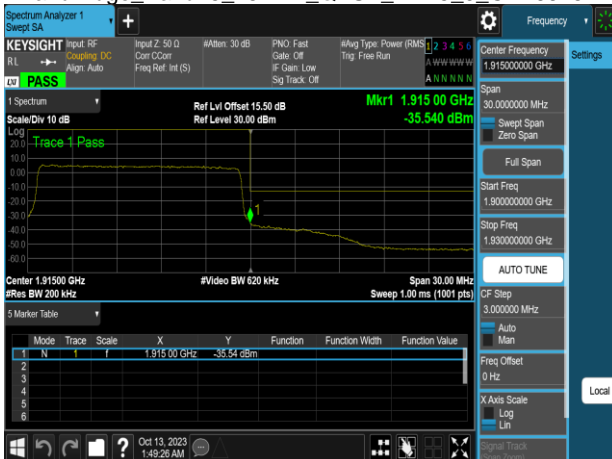 Spectrum Analyzer 1
Swept SA
+
Frequency
KEYSIGHT
RL
Input: RF
Coupling: DC
Align: Auto
Input Z: 50 Ω
Corr CCorr
Freq Ref: Int (S)
#Atten: 30 dB
PNO: Fast
Gate: Off
IF Gain: Low
Sig Track: Off
#Avg Type: Power (RMS
Trig: Free Run
1 2 3 4 5 6
A W W W W W
A N N N N N
LXI PASS
1 Spectrum
Scale/Div 10 dB
Ref Lvl Offset 15.50 dB
Ref Level 30.00 dBm
Mkr1 1.915 00 GHz
-35.540 dBm
Log
Trace 1 Pass
20.0
10.0
0.00
-10.0
-20.0
-30.0
-40.0
-50.0
-60.0
1
Center 1.91500 GHz
#Res BW 200 kHz
#Video BW 620 kHz
Span 30.00 MHz
Sweep 1.00 ms (1001 pts)
5 Marker Table
Mode Trace Scale X Y Function Function Width Function Value
1 N 1 f 1.915 00 GHz -35.54 dBm
2
3
4
5
6
Oct 13, 2023
1:49:26 AM
Center Frequency
1.915000000 GHz
Settings
Span
30.0000000 MHz
Swept Span
Zero Span
Full Span
Start Freq
1.900000000 GHz
Stop Freq
1.930000000 GHz
AUTO TUNE
CF Step
3.000000 MHz
Auto
Man
Freq Offset
0 Hz
Local
X Axis Scale
Log
Lin
Signal Track
(Span Zoom)